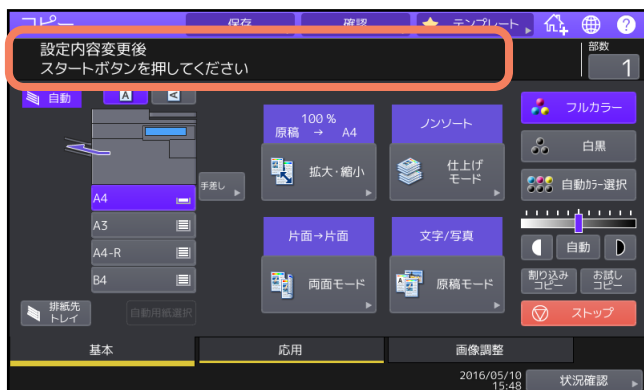 コピー
保存
確認
テンプレート
?
設定内容変更後
スタートボタンを押してください
部数
1
自動
A
A
100 %
原稿 → A4
ノンソート
フルカラー
拡大・縮小
仕上げ
モード
白黒
手差し
自動ｶﾗｰ選択
A4
A3
A4-R
B4
片面→片面
文字/写真
自動
両面モード
原稿モード
割り込み
コピー
お試し
コピー
排紙先
トレイ
自動用紙選択
ストップ
基本
応用
画像調整
2016/05/10
15:48
状況確認